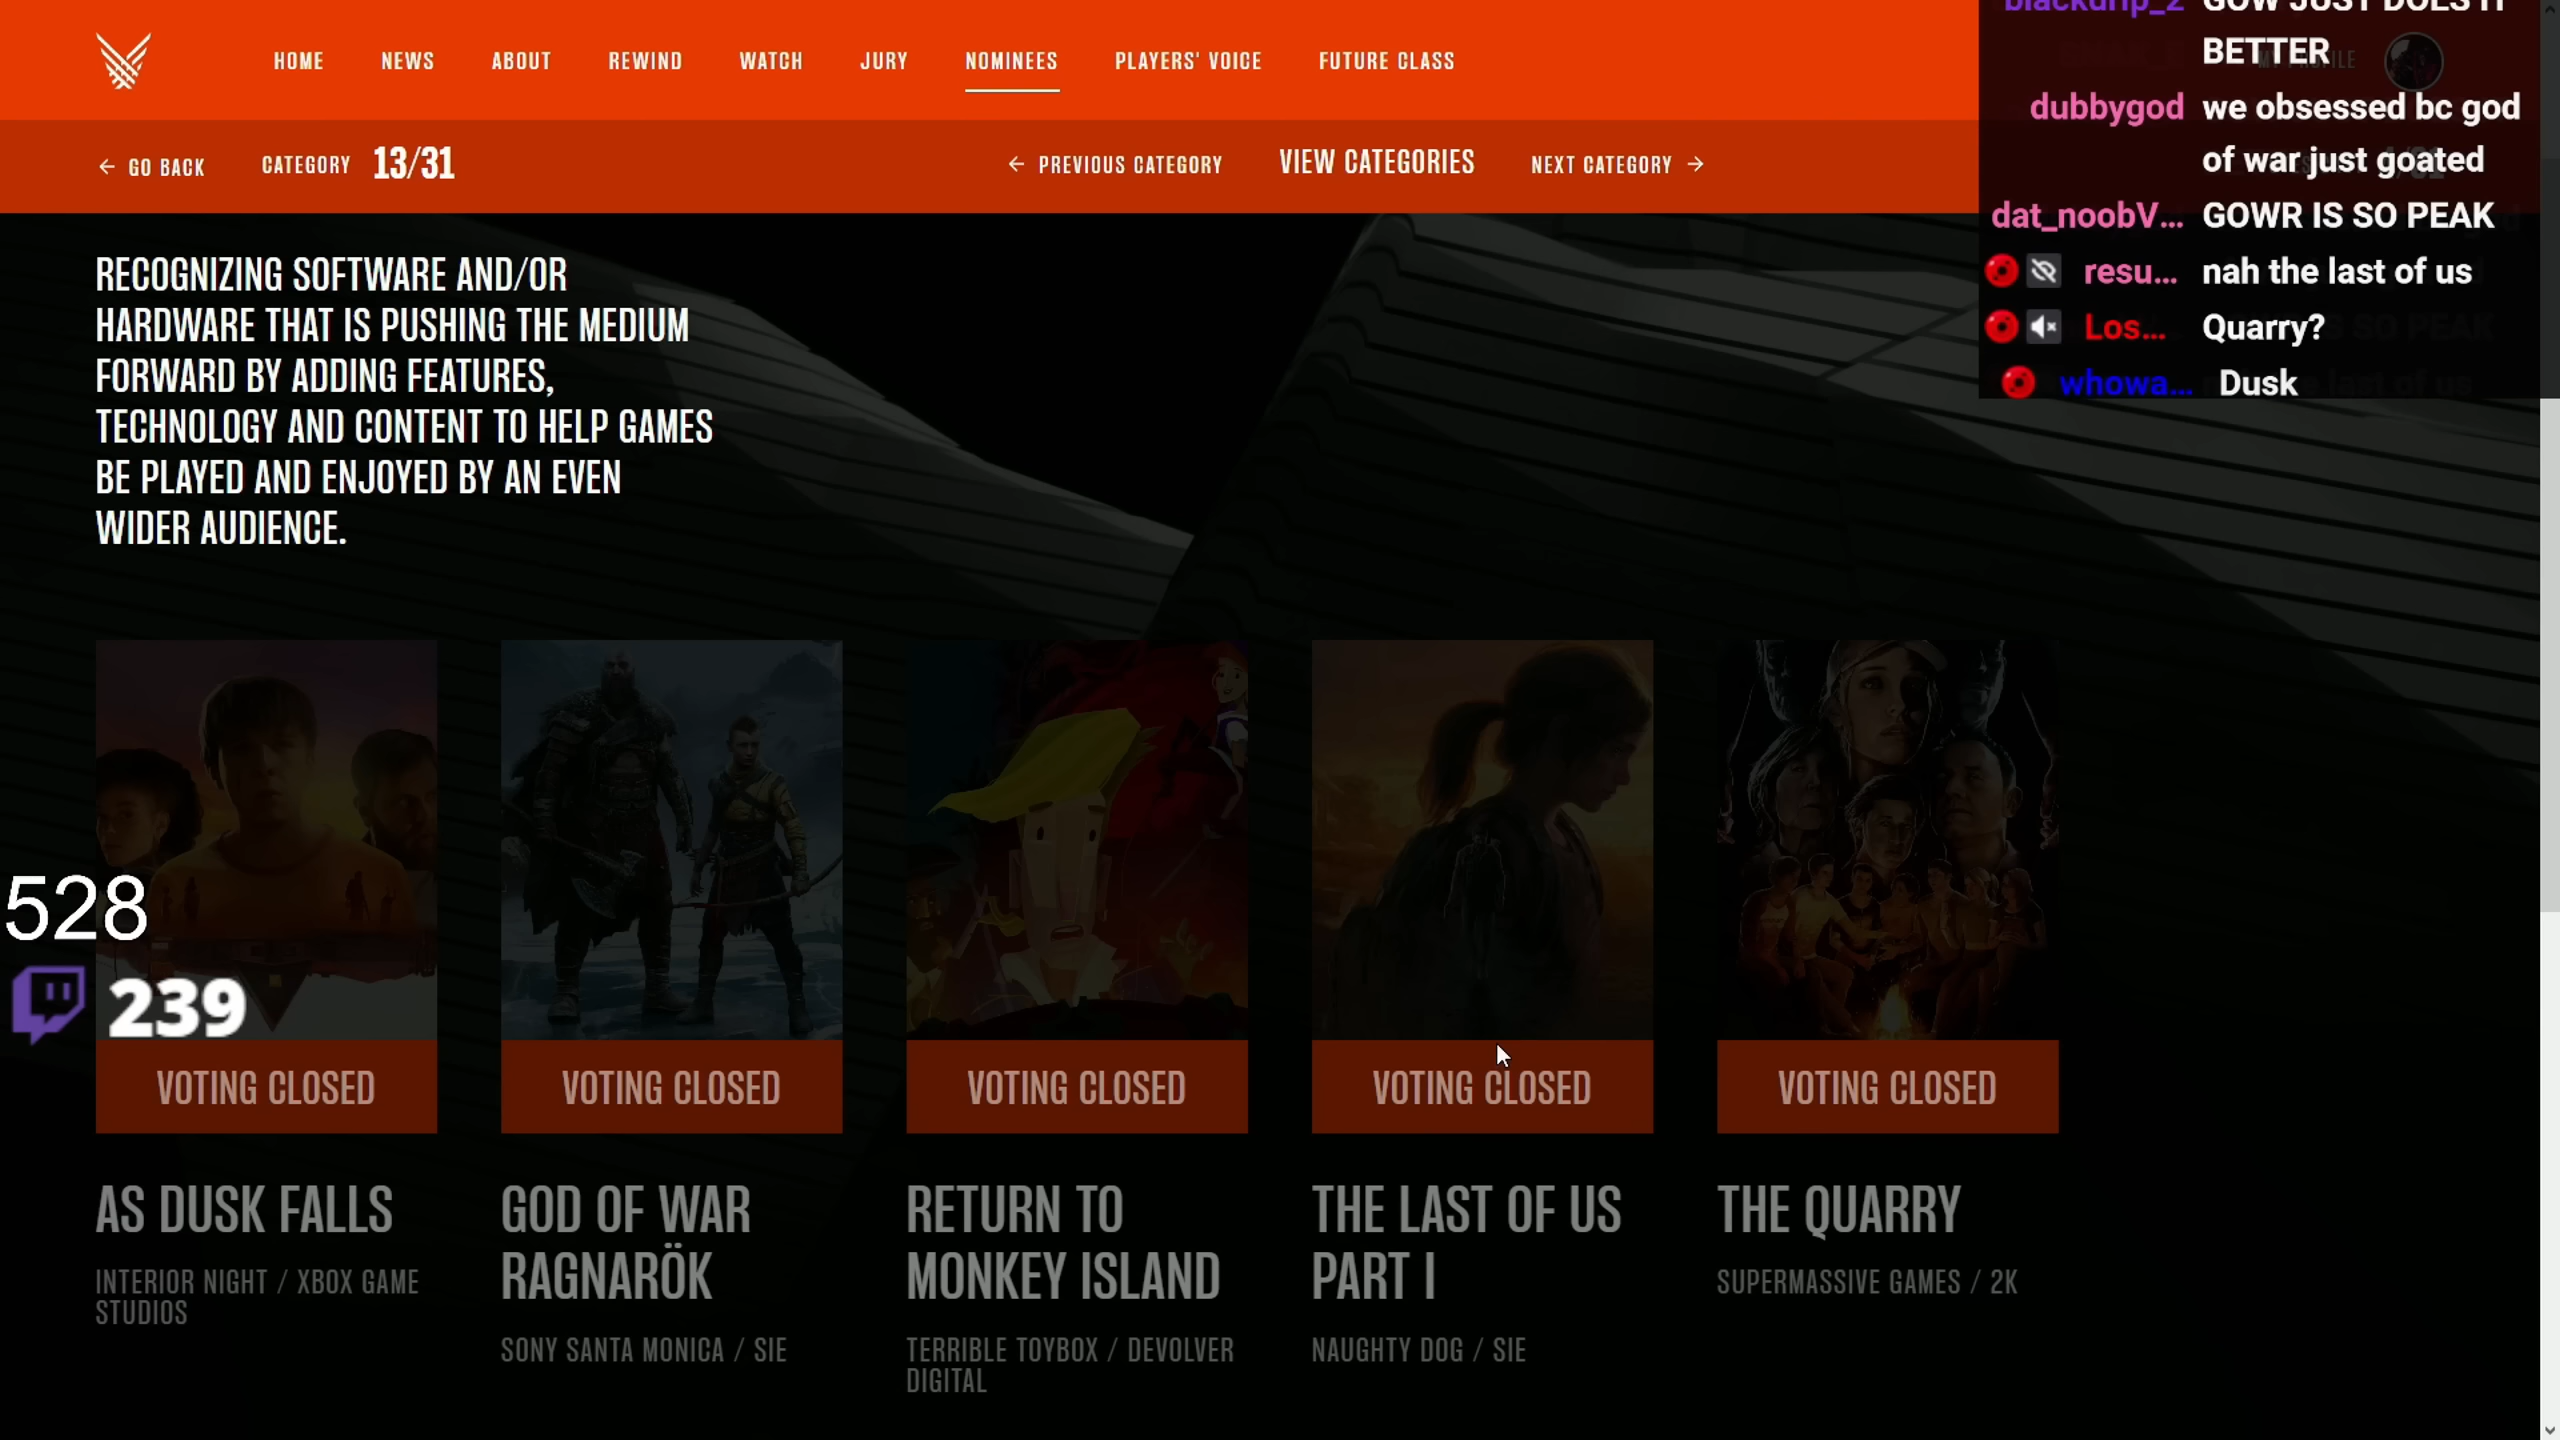 HOME NEWS ABOUT REWIND WATCH JURY NOMINEES PLAYERS' VOICE FUTURE CLASS
← GO BACK CATEGORY 13/31 ← PREVIOUS CATEGORY VIEW CATEGORIES NEXT CATEGORY →
blackdrip_2 GOW JUST DOES IT
BETTER
dubbygod we obsessed bc god
of war just goated
dat_noobV... GOWR IS SO PEAK
resu... nah the last of us
Los... Quarry?
whowa... Dusk
RECOGNIZING SOFTWARE AND/OR
HARDWARE THAT IS PUSHING THE MEDIUM
FORWARD BY ADDING FEATURES,
TECHNOLOGY AND CONTENT TO HELP GAMES
BE PLAYED AND ENJOYED BY AN EVEN
WIDER AUDIENCE.
528
239
VOTING CLOSED VOTING CLOSED VOTING CLOSED VOTING CLOSED VOTING CLOSED
AS DUSK FALLS
INTERIOR NIGHT / XBOX GAME
STUDIOS
GOD OF WAR
RAGNARÖK
SONY SANTA MONICA / SIE
RETURN TO
MONKEY ISLAND
TERRIBLE TOYBOX / DEVOLVER
DIGITAL
THE LAST OF US
PART I
NAUGHTY DOG / SIE
THE QUARRY
SUPERMASSIVE GAMES / 2K